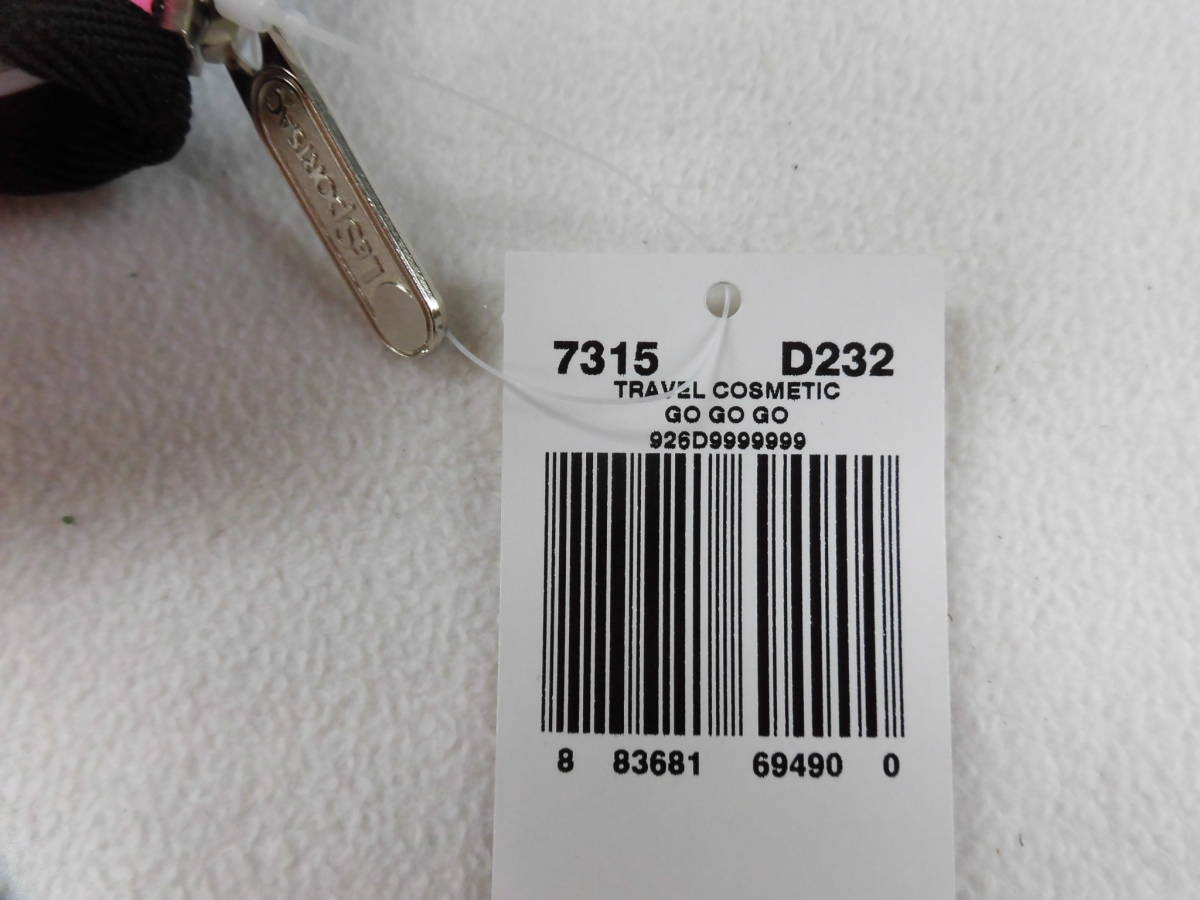 LeSPORTSAC
7315 D232
TRAVEL COSMETIC
GO GO GO
926D9999999
8 83681 69490 0